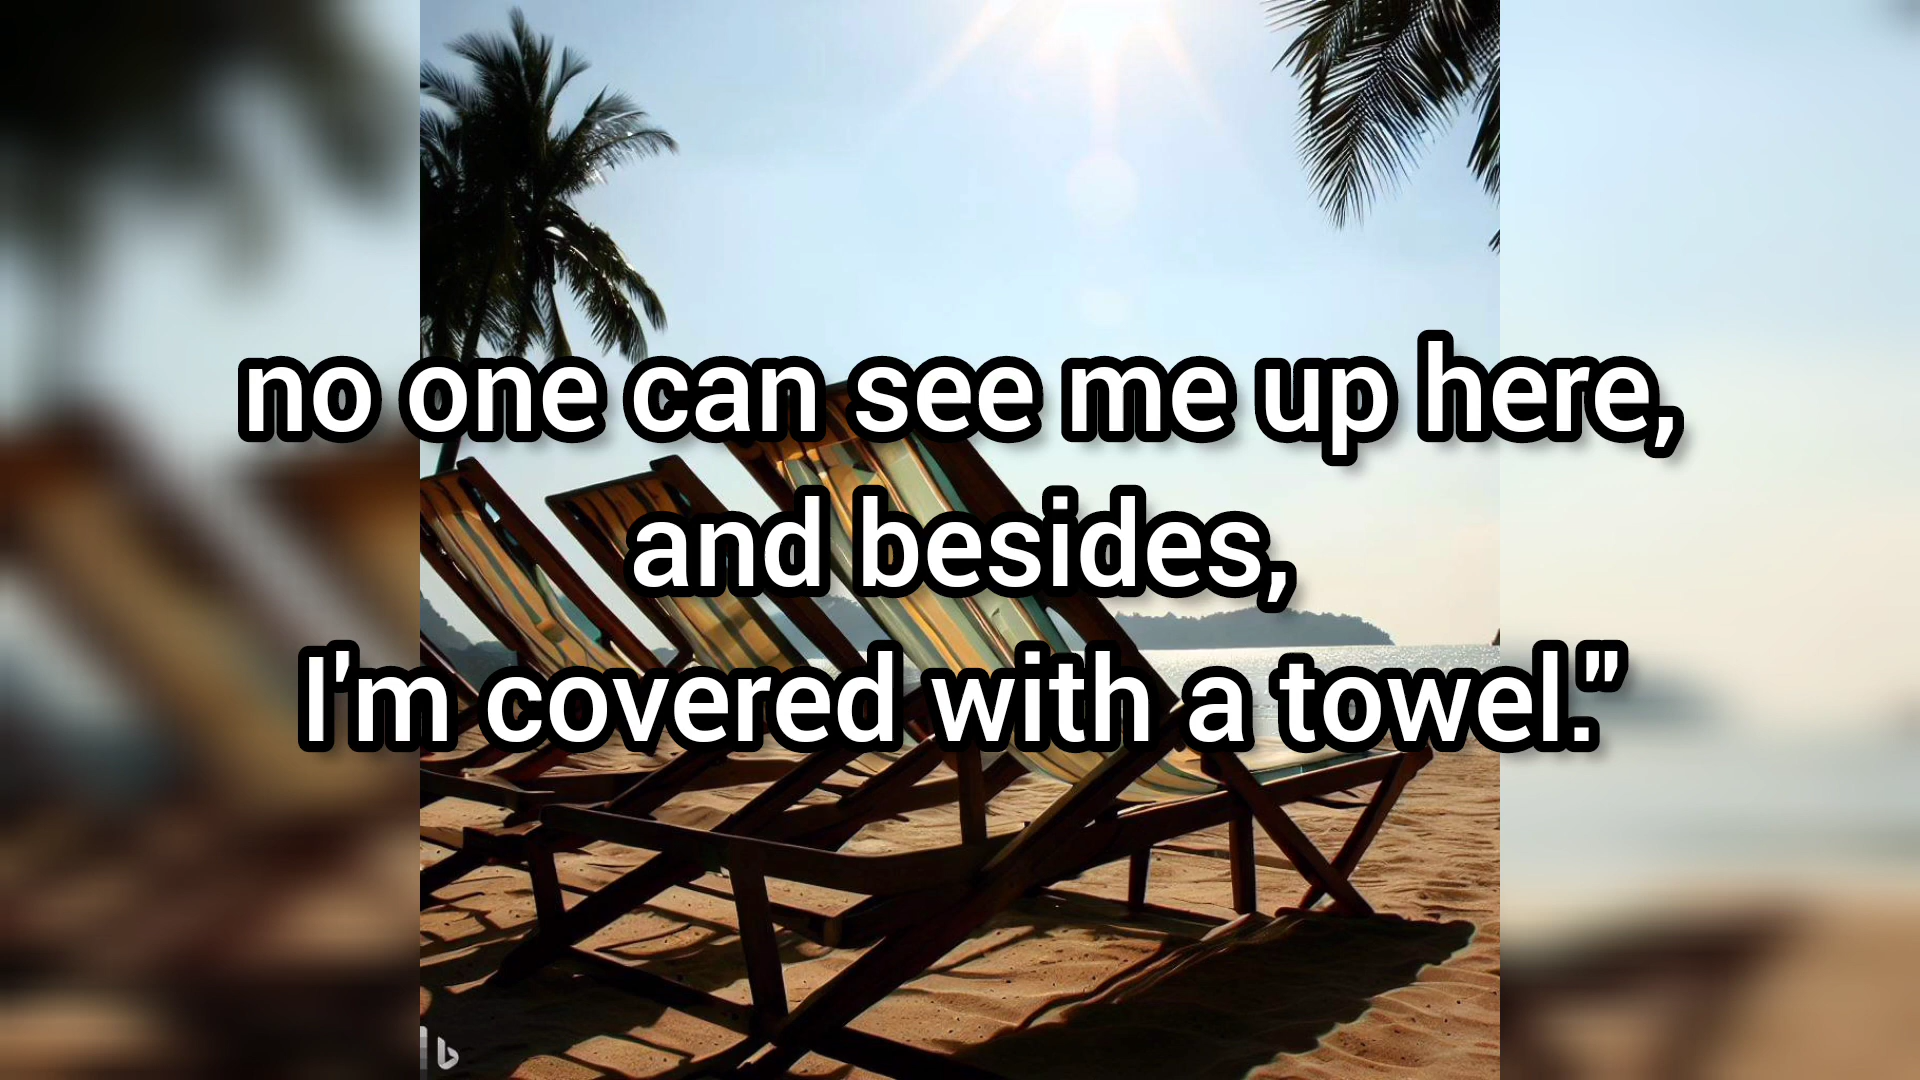 no one can see me up here,
and besides,
I'm covered with a towel."
b